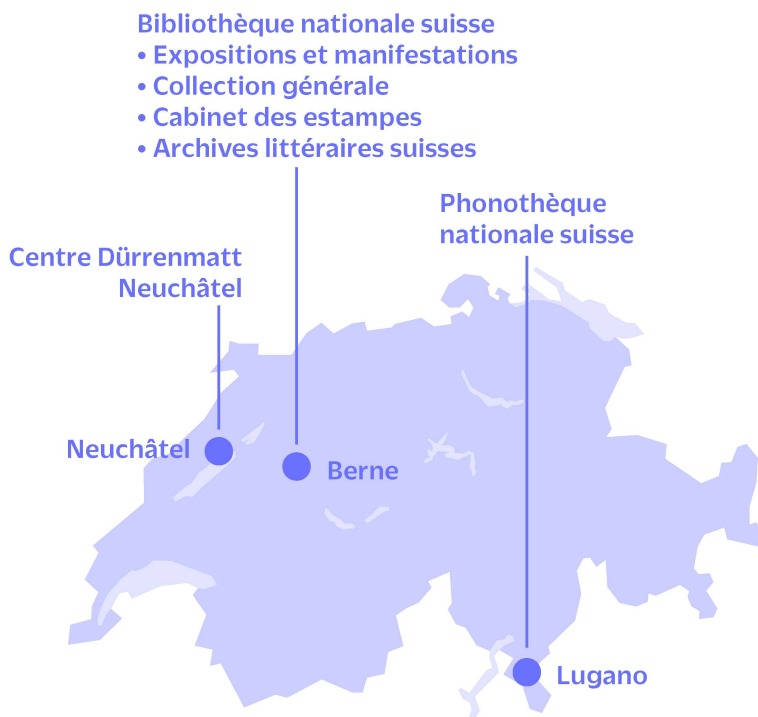 Bibliothèque nationale suisse
• Expositions et manifestations
• Collection générale
• Cabinet des estampes
• Archives littéraires suisses
Phonothèque
nationale suisse
Centre Dürrenmatt
Neuchâtel
Neuchâtel
Berne
Lugano